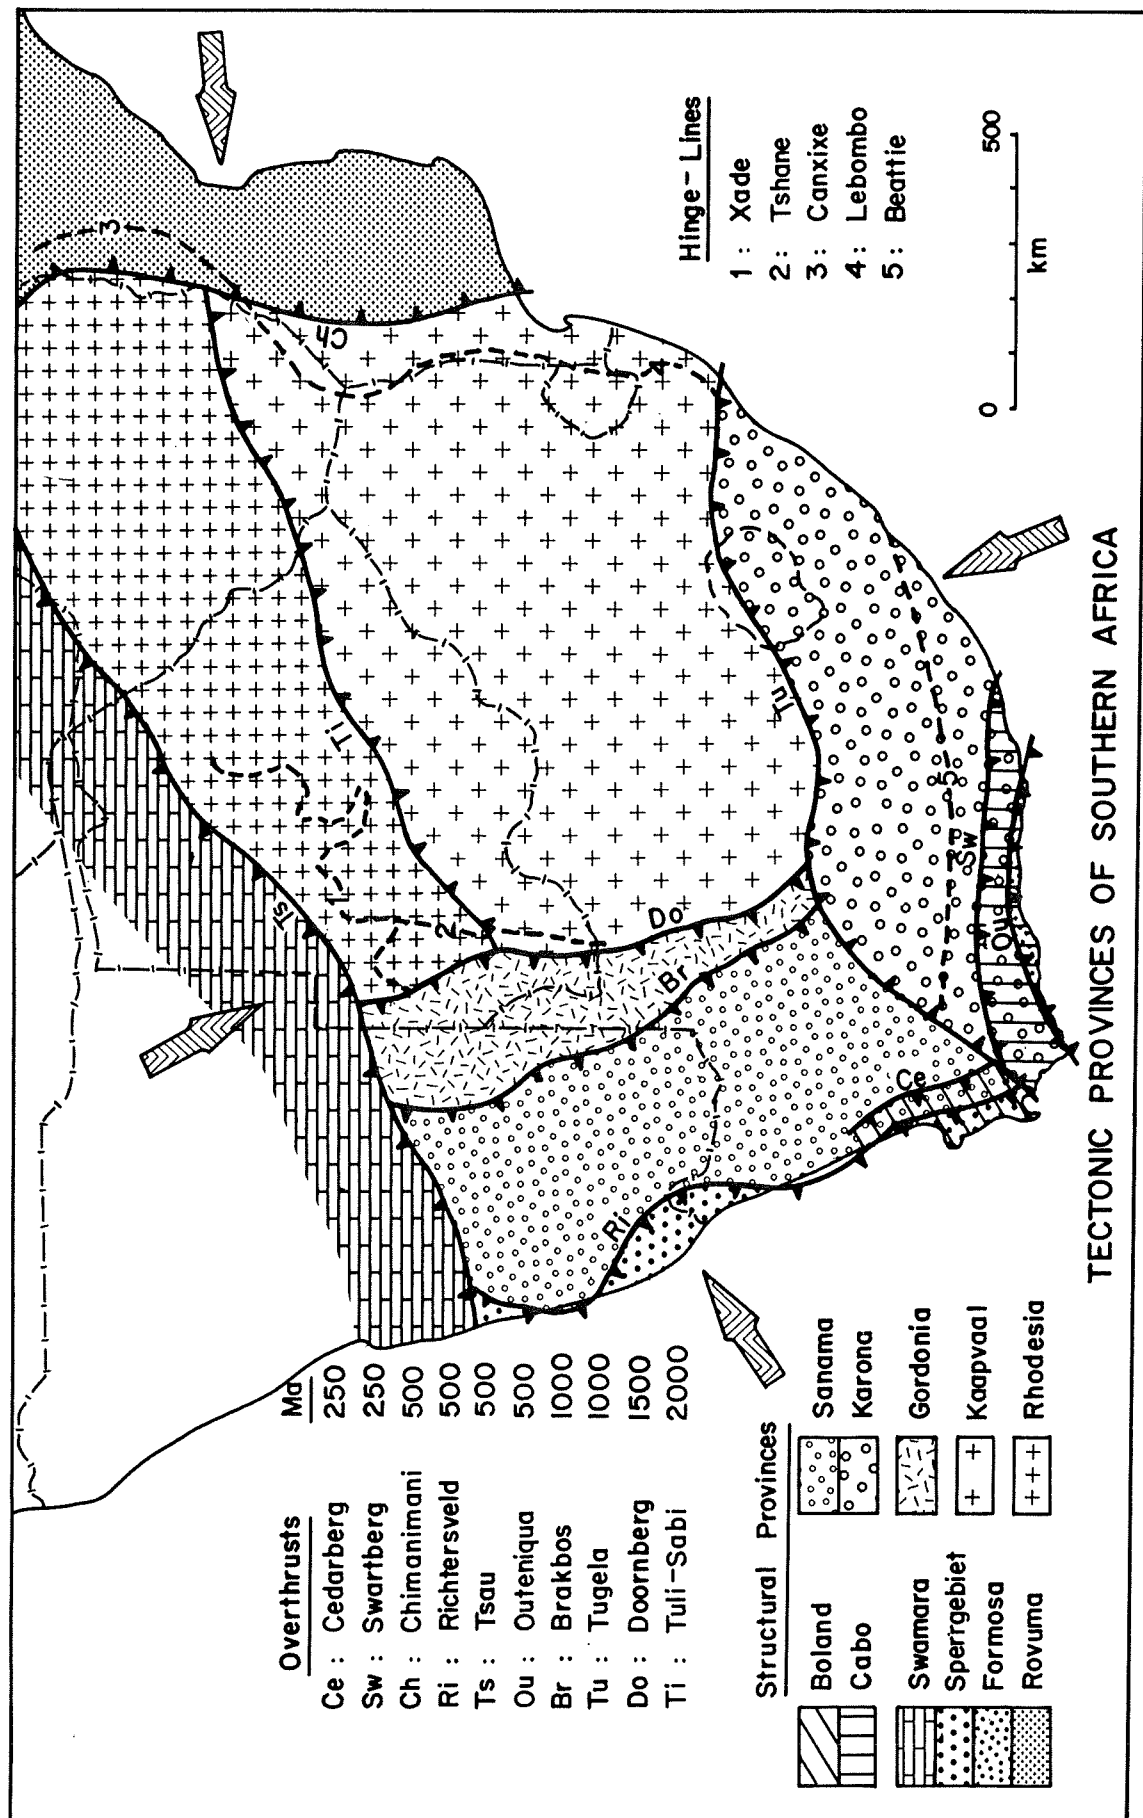 Overthrusts Ma
Ce : Cedarberg 250
Sw : Swartberg 250
Ch : Chimanimani 500
Ri : Richtersveld 500
Ts : Tsau 500
Ou : Outeniqua 500
Br : Brakbos 1000
Tu : Tugela 1000
Do : Doornberg 1500
Ti : Tuli-Sabi 2000
Structural Provinces
Boland
Cabo
Swamara
Sperrgebiet
Formosa
Rovuma
Sanama
Karona
Gordonia
Kaapvaal
Rhodesia
Hinge-Lines
1 : Xade
2 : Tshane
3 : Canxixe
4 : Lebombo
5 : Beattie
0 500
km
Ts
Ti
Ch
3
2
4
Do
Br
Tu
Ri
Ce
Sw
Ou
5
TECTONIC PROVINCES OF SOUTHERN AFRICA